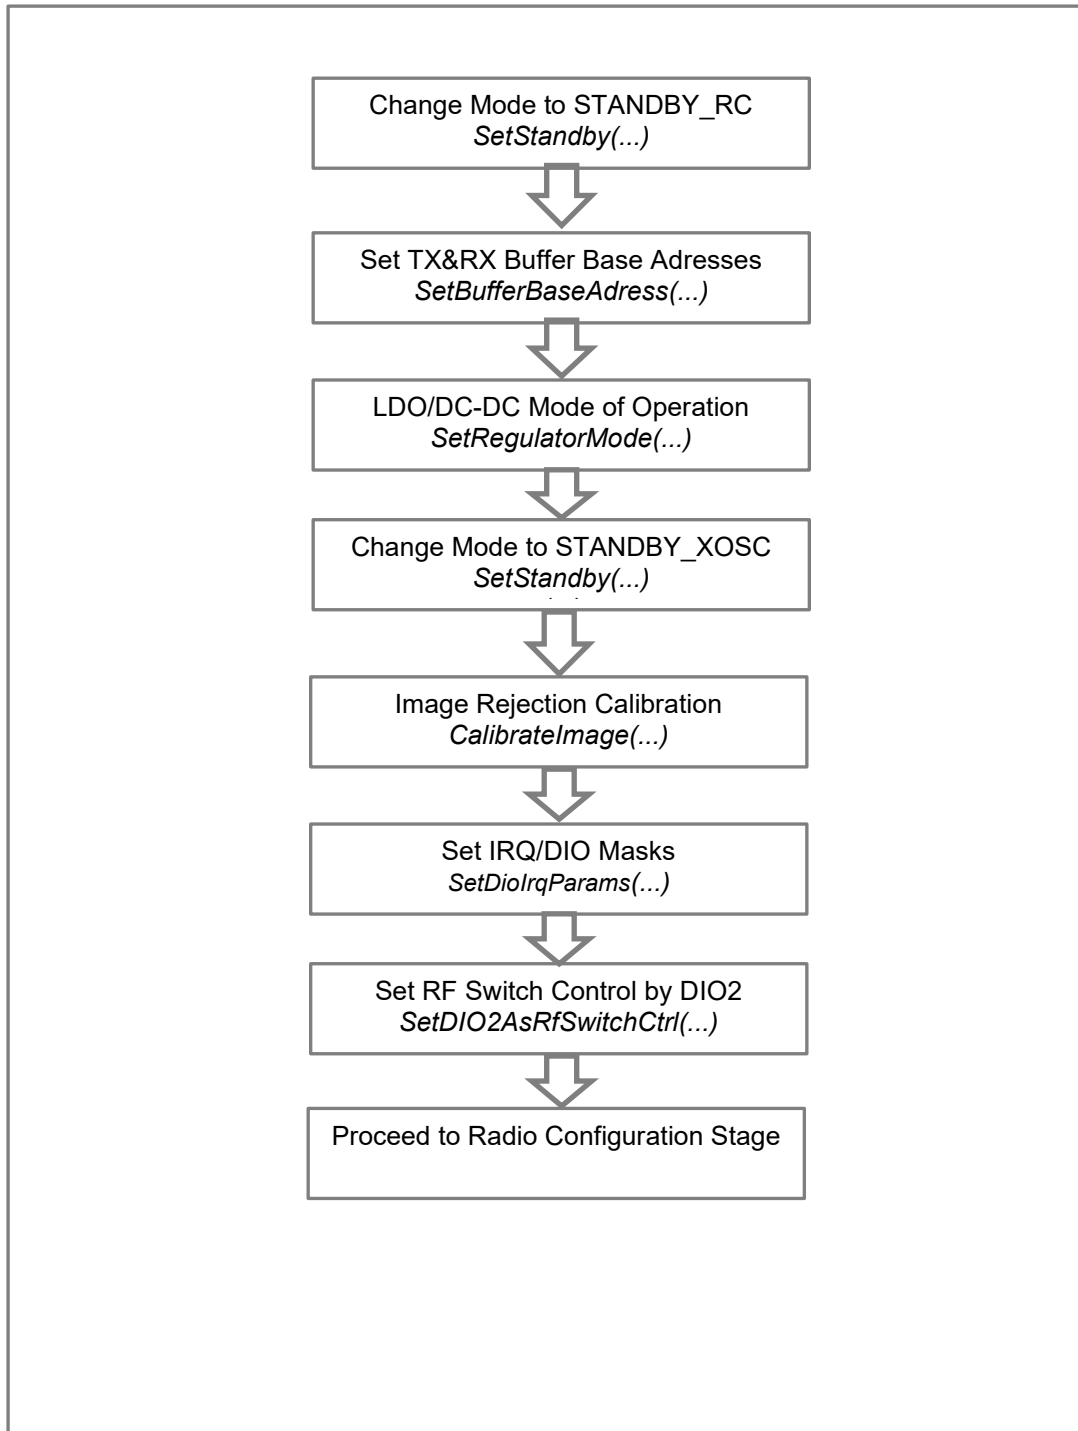 Change Mode to STANDBY_RC
SetStandby(...)
Set TX&RX Buffer Base Adresses
SetBufferBaseAdress(...)
LDO/DC-DC Mode of Operation
SetRegulatorMode(...)
Change Mode to STANDBY_XOSC
SetStandby(...)
Image Rejection Calibration
CalibrateImage(...)
Set IRQ/DIO Masks
SetDioIrqParams(...)
Set RF Switch Control by DIO2
SetDIO2AsRfSwitchCtrl(...)
Proceed to Radio Configuration Stage